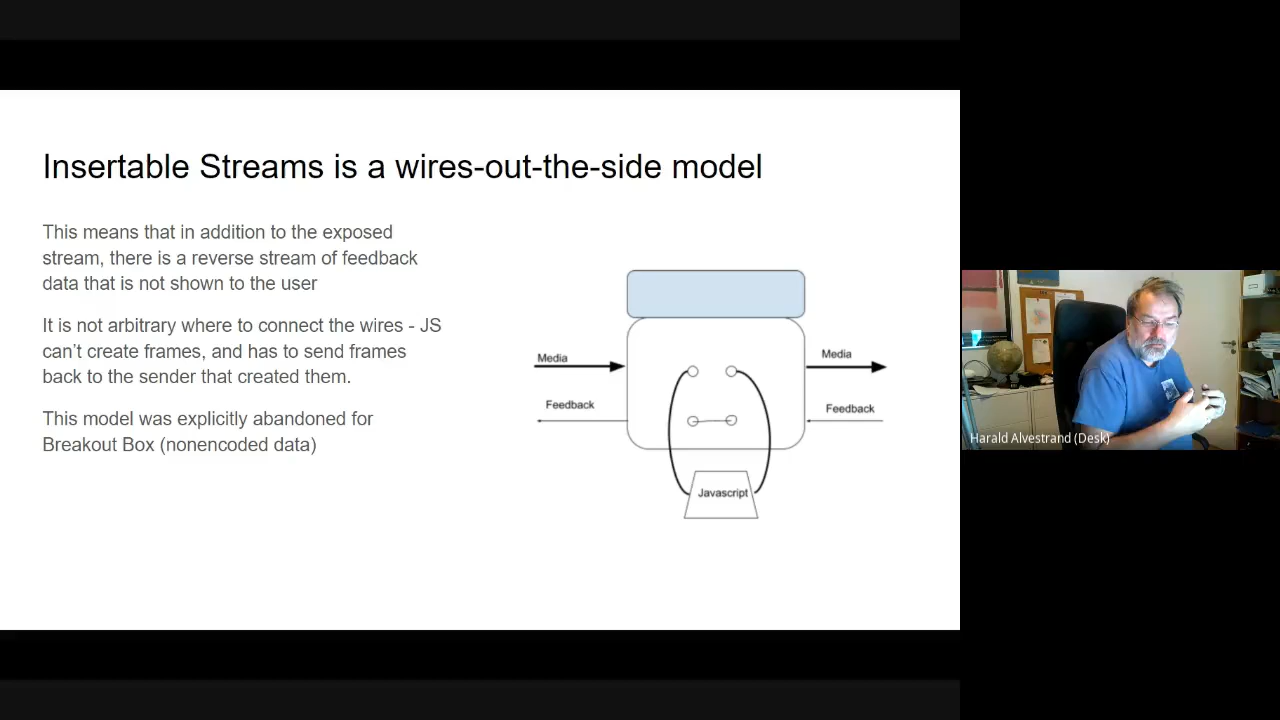 Insertable Streams is a wires-out-the-side model
This means that in addition to the exposed
stream, there is a reverse stream of feedback
data that is not shown to the user
It is not arbitrary where to connect the wires - JS
can’t create frames, and has to send frames
back to the sender that created them.
This model was explicitly abandoned for
Breakout Box (nonencoded data)
Media
Media
Feedback
Feedback
Javascript
Harald Alvestrand (Desk)